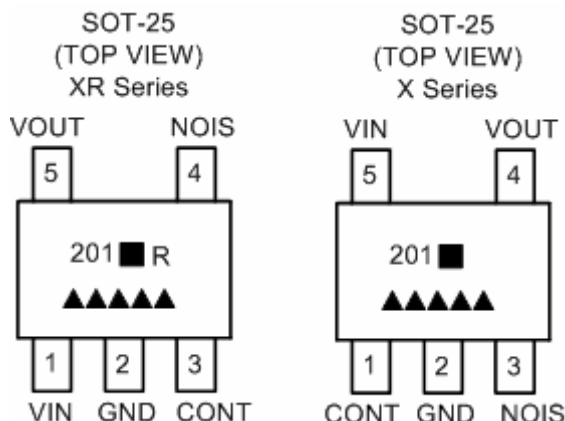 SOT-25
(TOP VIEW)
XR Series
VOUT NOIS
5 4
201■ R
▲▲▲▲▲
1 2 3
VIN GND CONT
SOT-25
(TOP VIEW)
X Series
VIN VOUT
5 4
201■
▲▲▲▲▲
1 2 3
CONT GND NOIS